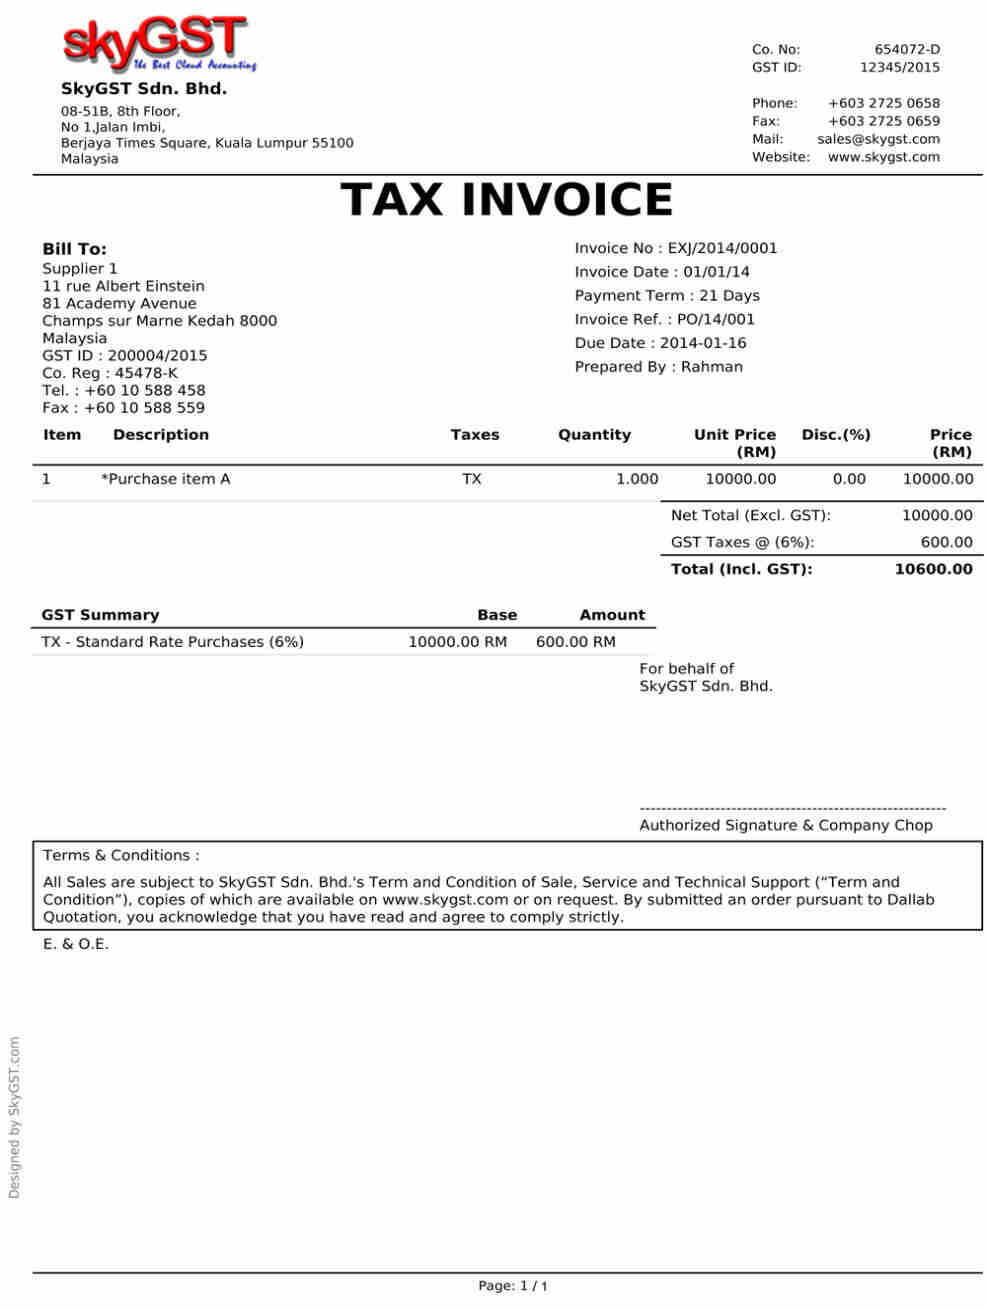 skyGST
The Best Cloud Accounting
SkyGST Sdn. Bhd.
08-51B, 8th Floor,
No 1,Jalan Imbi,
Berjaya Times Square, Kuala Lumpur 55100
Malaysia
Co. No: 654072-D
GST ID: 12345/2015
Phone: +603 2725 0658
Fax: +603 2725 0659
Mail: sales@skygst.com
Website: www.skygst.com
TAX INVOICE
Bill To:
Supplier 1
11 rue Albert Einstein
81 Academy Avenue
Champs sur Marne Kedah 8000
Malaysia
GST ID : 200004/2015
Co. Reg : 45478-K
Tel. : +60 10 588 458
Fax : +60 10 588 559
Invoice No : EXJ/2014/0001
Invoice Date : 01/01/14
Payment Term : 21 Days
Invoice Ref. : PO/14/001
Due Date : 2014-01-16
Prepared By : Rahman
Item Description Taxes Quantity Unit Price Disc.(%) Price
(RM) (RM)
1 *Purchase item A TX 1.000 10000.00 0.00 10000.00
Net Total (Excl. GST): 10000.00
GST Taxes @ (6%): 600.00
Total (Incl. GST): 10600.00
GST Summary Base Amount
TX - Standard Rate Purchases (6%) 10000.00 RM 600.00 RM
For behalf of
SkyGST Sdn. Bhd.
--------------------------------------------------------
Authorized Signature & Company Chop
Terms & Conditions :
All Sales are subject to SkyGST Sdn. Bhd.'s Term and Condition of Sale, Service and Technical Support (“Term and
Condition”), copies of which are available on www.skygst.com or on request. By submitted an order pursuant to Dallab
Quotation, you acknowledge that you have read and agree to comply strictly.
E. & O.E.
Designed by SkyGST.com
Page: 1 / 1